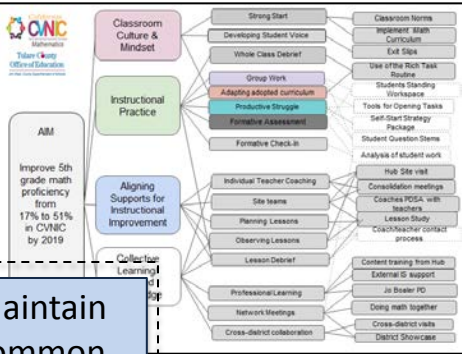 California
CVNIC
Mathematics
Tulare County
Office of Education
AIM
Improve 5th
grade math
proficiency
from
17% to 51%
in CVNIC
by 2019
Classroom
Culture &
Mindset
Instructional
Practice
Aligning
Supports for
Instructional
Improvement
Collective
Learning
aintain
ommon
Strong Start
Developing Student Voice
Whole Class Debrief
Group Work
Adapting adopted curriculum
Productive Struggle
Formative Assessment
Formative Check-in
Individual Teacher Coaching
Site teams
Planning Lessons
Observing Lessons
Lesson Debrief
Professional Learning
Network Meetings
Cross-district collaboration
Classroom Norms
Implement Math
Curriculum
Exit Slips
Use of the Rich Task
Routine
Students Standing
Workspace
Tools for Opening Tasks
Self-Start Strategy
Package
Student Question Stems
Analysis of student work
Hub Site visit
Consolidation meetings
Coaches PDSA with
teachers
Lesson Study
Coach/teacher contact
process
Content training from Hub
External IS support
Jo Boaler PD
Doing math together
Cross-district visits
District Showcase